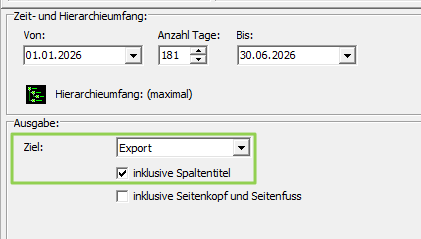 Zeit- und Hierarchieumfang:
Von: Anzahl Tage: Bis:
01.01.2026 181 30.06.2026
Hierarchieumfang: (maximal)
Ausgabe:
Ziel: Export
inklusive Spaltentitel
inklusive Seitenkopf und Seitenfuss